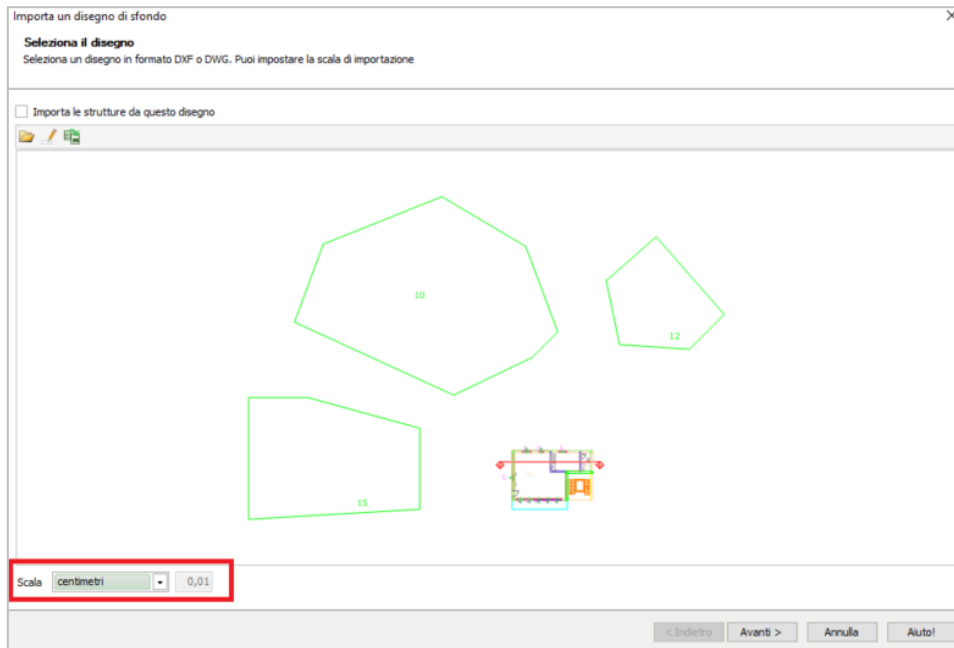 Importa un disegno di sfondo
Seleziona il disegno
Seleziona un disegno in formato DXF o DWG. Puoi impostare la scala di importazione
Importa le strutture da questo disegno
10
12
15
Scala centimetri 0,01
< Indietro Avanti > Annulla Aiuto!